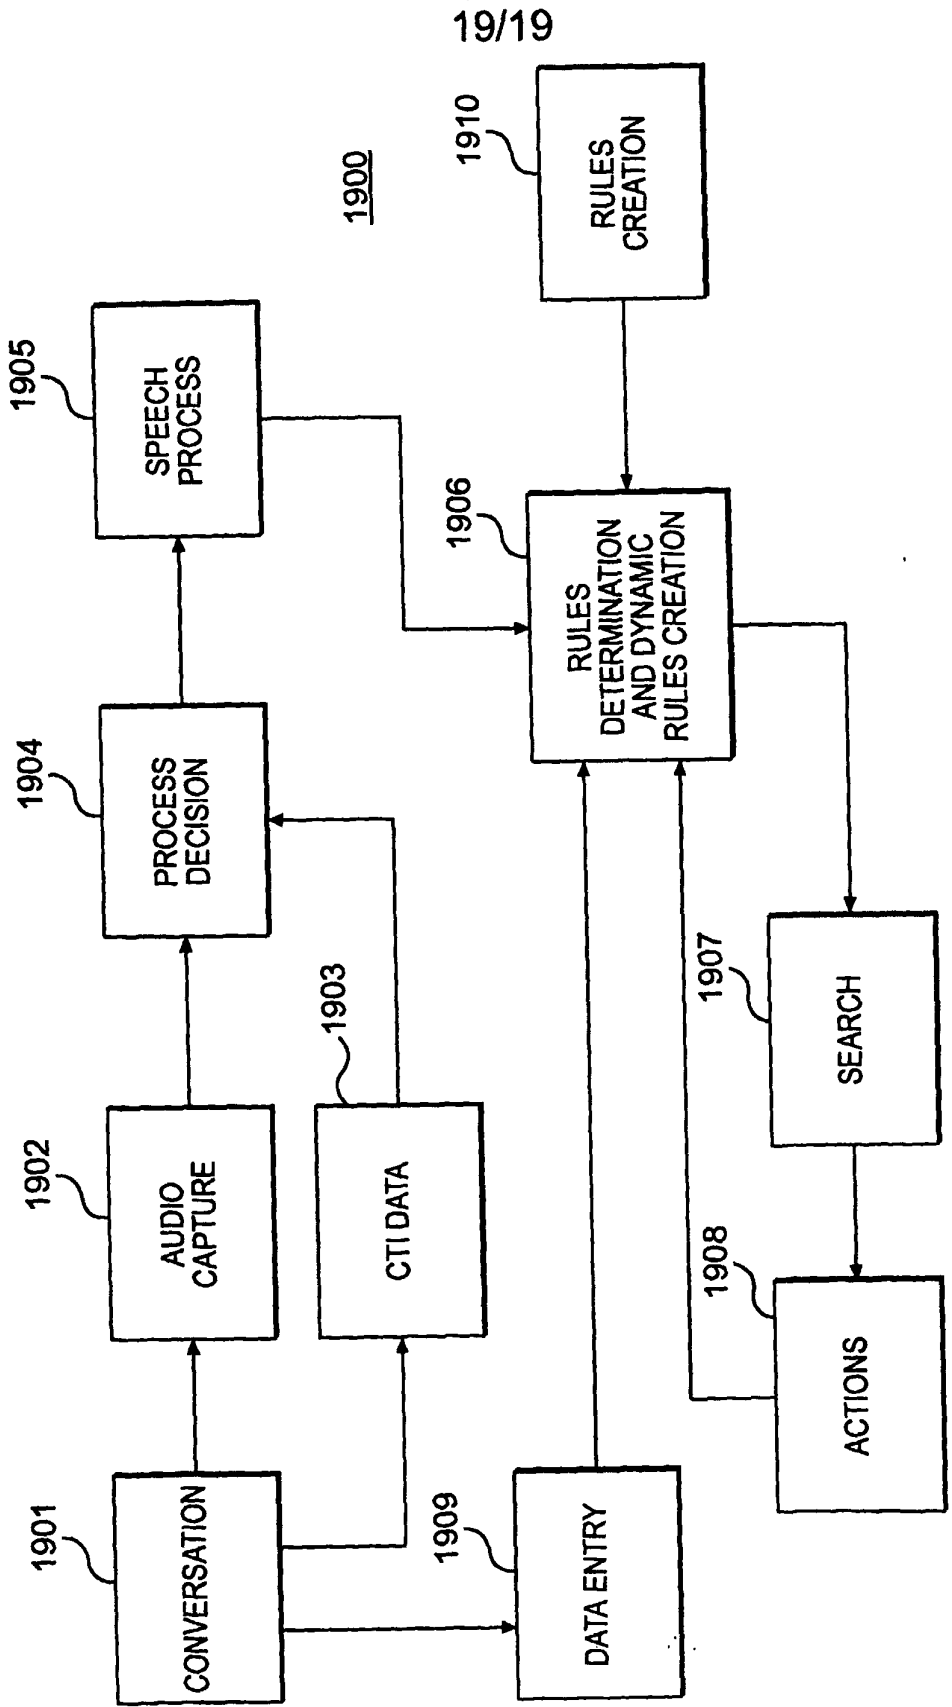 19/19
1900
1901
CONVERSATION
1902
AUDIO
CAPTURE
1903
CTI DATA
1904
PROCESS
DECISION
1905
SPEECH
PROCESS
1906
RULES
DETERMINATION
AND DYNAMIC
RULES CREATION
1907
SEARCH
1908
ACTIONS
1909
DATA ENTRY
1910
RULES
CREATION